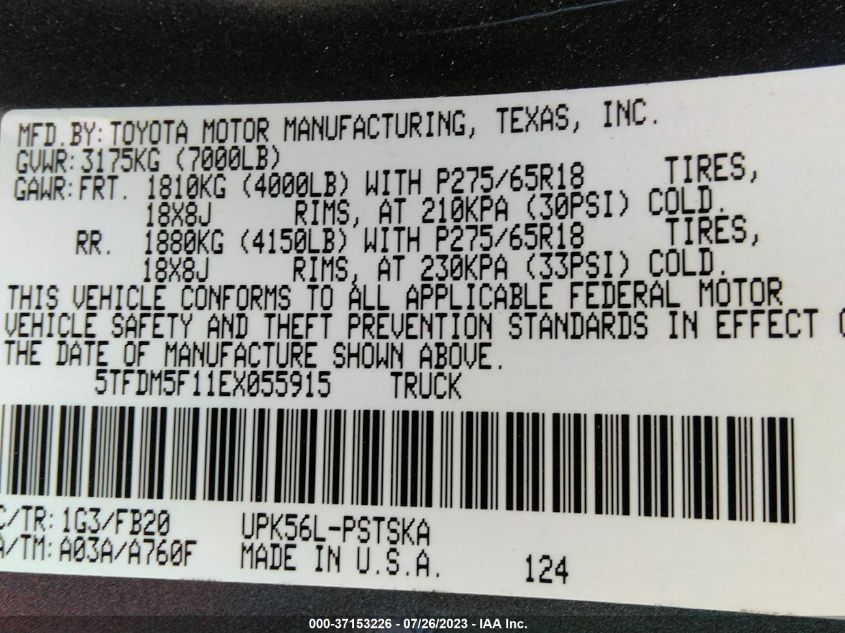 MFD.BY: TOYOTA MOTOR MANUFACTURING, TEXAS, INC.
GVWR: 3175KG (7000LB)
GAWR: FRT. 1810KG (4000LB) WITH P275/65R18 TIRES,
18X8J RIMS, AT 210KPA (30PSI) COLD.
RR. 1880KG (4150LB) WITH P275/65R18 TIRES,
18X8J RIMS, AT 230KPA (33PSI) COLD.
THIS VEHICLE CONFORMS TO ALL APPLICABLE FEDERAL MOTOR
VEHICLE SAFETY AND THEFT PREVENTION STANDARDS IN EFFECT
THE DATE OF MANUFACTURE SHOWN ABOVE.
5TFDM5F11EX055915 TRUCK
C/TR: 1G3/FB20 UPK56L-PSTSKA
A/TM: A03A/A760F MADE IN U.S.A. 124
000-37153226 - 07/26/2023 - IAA Inc.